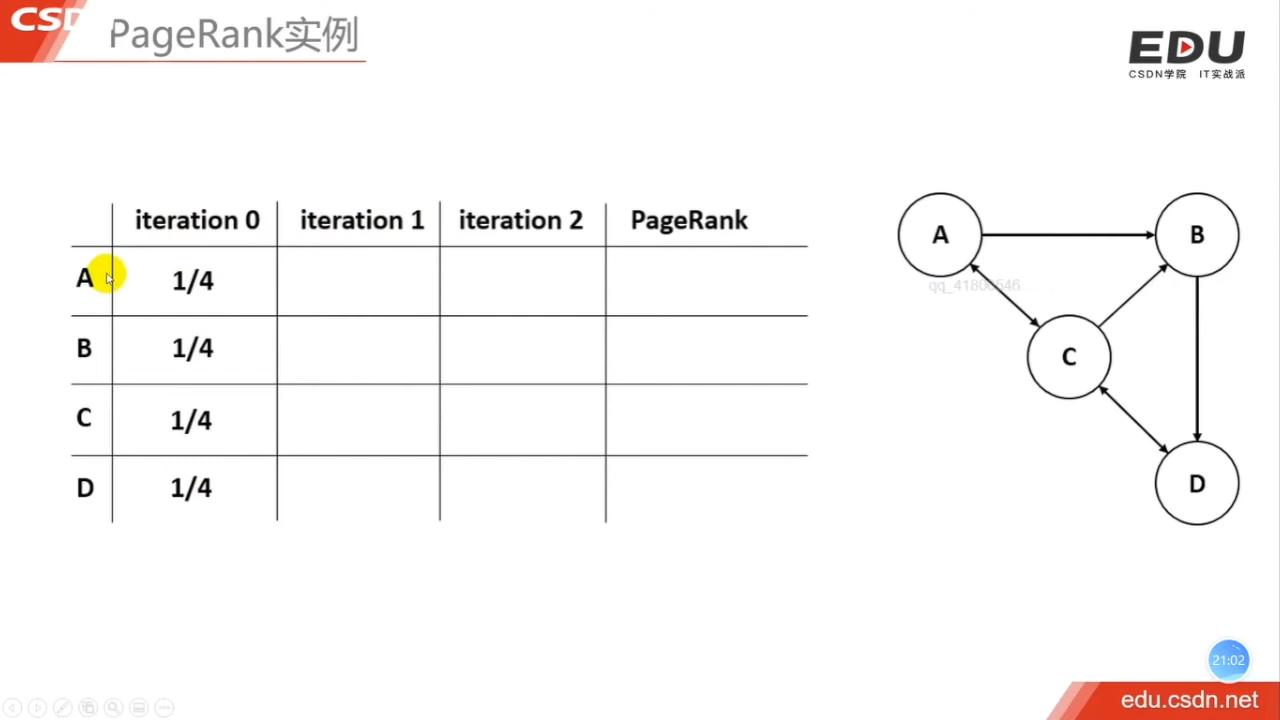 CSD
PageRank实例
EDU
CSDN学院 IT实战派
iteration 0 iteration 1 iteration 2 PageRank
A 1/4
B 1/4
C 1/4
D 1/4
A
B
C
D
21:02
edu.csdn.net